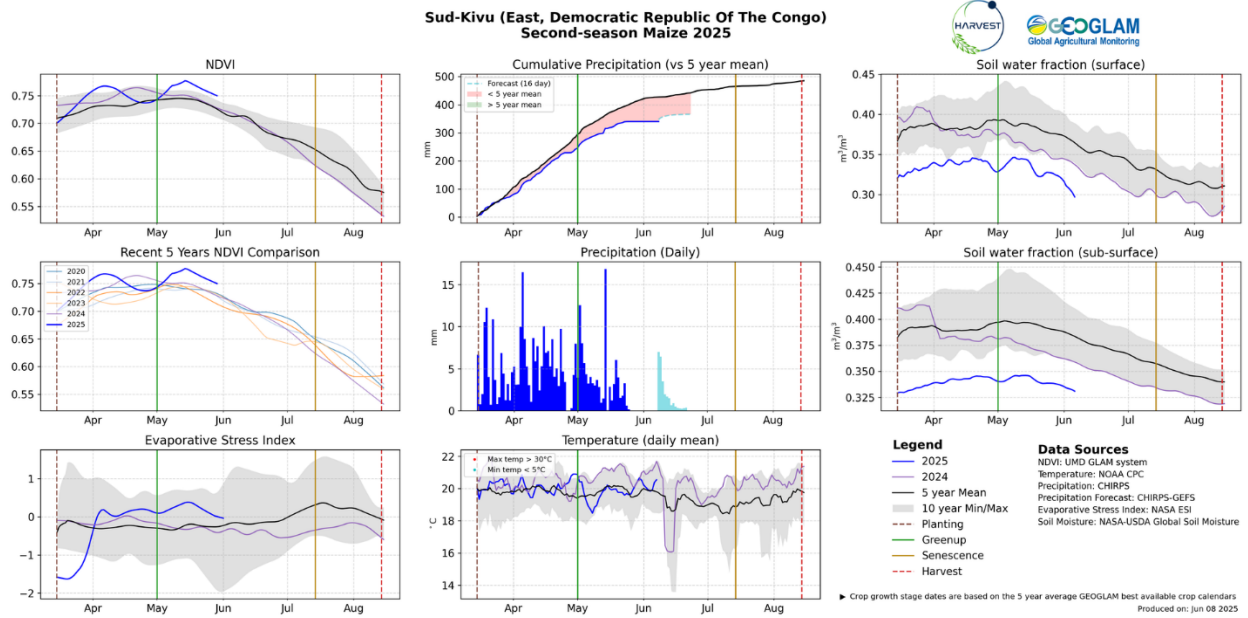 Sud-Kivu (East, Democratic Republic Of The Congo)
Second-season Maize 2025
HARVEST
GEOGLAM
Global Agricultural Monitoring
NDVI
0.75
0.70
0.65
0.60
0.55
Apr May Jun Jul Aug
Cumulative Precipitation (vs 5 year mean)
Forecast (16 day)
< 5 year mean
> 5 year mean
mm
500
400
300
200
100
0
Apr May Jun Jul Aug
Soil water fraction (surface)
m³/m³
0.45
0.40
0.35
0.30
Apr May Jun Jul Aug
Recent 5 Years NDVI Comparison
2020
2021
2022
2023
2024
2025
0.75
0.70
0.65
0.60
0.55
Apr May Jun Jul Aug
Precipitation (Daily)
mm
15
10
5
0
Apr May Jun Jul Aug
Soil water fraction (sub-surface)
m³/m³
0.450
0.425
0.400
0.375
0.350
0.325
Apr May Jun Jul Aug
Evaporative Stress Index
1
0
−1
−2
Apr May Jun Jul Aug
Temperature (daily mean)
Max temp > 30°C
Min temp < 5°C
°C
22
20
18
16
14
Apr May Jun Jul Aug
Legend
2025
2024
5 year Mean
10 year Min/Max
Planting
Greenup
Senescence
Harvest
Data Sources
NDVI: UMD GLAM system
Temperature: NOAA CPC
Precipitation: CHIRPS
Precipitation Forecast: CHIRPS-GEFS
Evaporative Stress Index: NASA ESI
Soil Moisture: NASA-USDA Global Soil Moisture
▶ Crop growth stage dates are based on the 5 year average GEOGLAM best available crop calendars
Produced on: Jun 08 2025